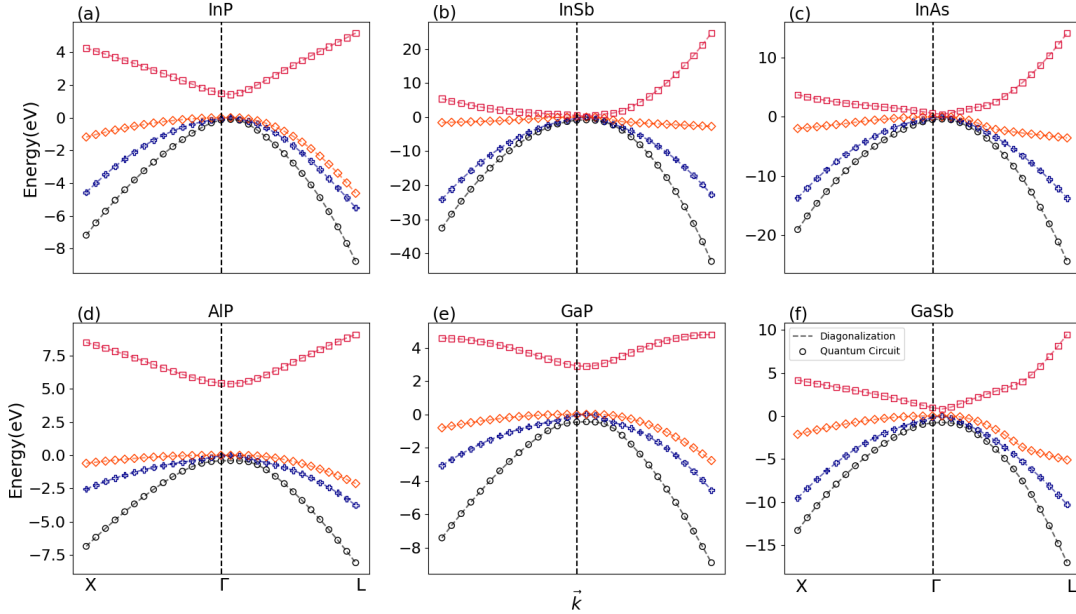 (a) InP
(b) InSb
(c) InAs
Energy(eV)
4
2
0
−2
−4
−6
−8
20
10
0
−10
−20
−30
−40
10
0
−10
−20
(d) AlP
(e) GaP
(f) GaSb
Energy(eV)
7.5
5.0
2.5
0.0
−2.5
−5.0
−7.5
4
2
0
−2
−4
−6
−8
10
5
0
−5
−10
−15
Diagonalization
Quantum Circuit
X Γ L
k⃗
X Γ L